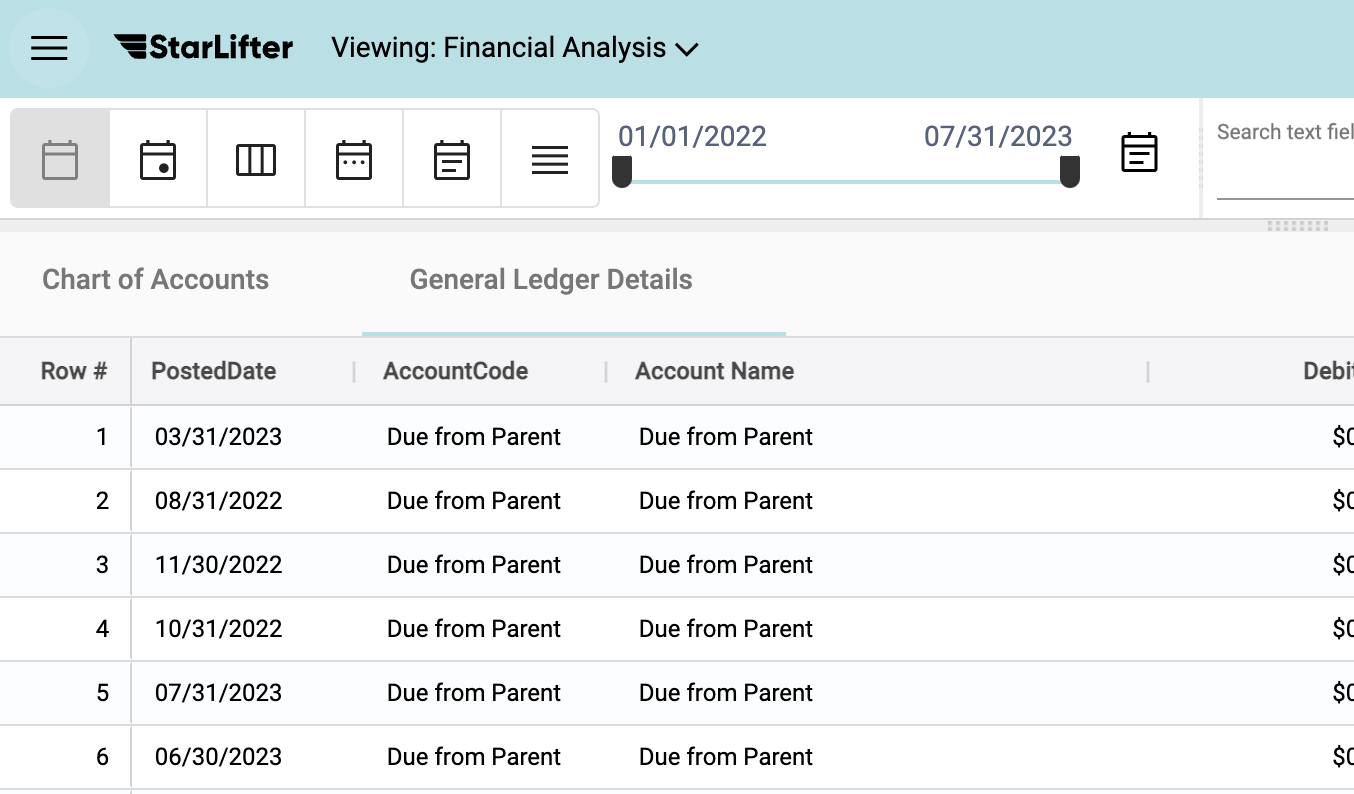 StarLifter Viewing: Financial Analysis
01/01/2022 07/31/2023 Search text fiel
Chart of Accounts General Ledger Details
Row # PostedDate AccountCode Account Name Debit
1 03/31/2023 Due from Parent Due from Parent $0
2 08/31/2022 Due from Parent Due from Parent $0
3 11/30/2022 Due from Parent Due from Parent $0
4 10/31/2022 Due from Parent Due from Parent $0
5 07/31/2023 Due from Parent Due from Parent $0
6 06/30/2023 Due from Parent Due from Parent $0